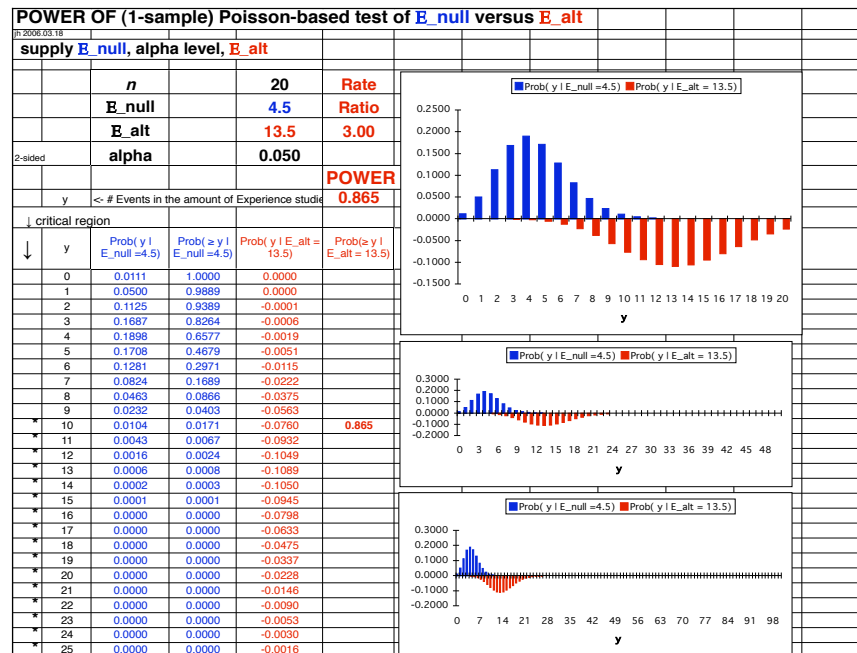 POWER OF (1-sample) Poisson-based test of E_null versus E_alt
jh 2006.03.18
supply E_null, alpha level, E_alt
n 20 Rate
E_null 4.5 Ratio
E_alt 13.5 3.00
2-sided alpha 0.050
POWER
y <- # Events in the amount of Experience studie 0.865
↓ critical region
↓ y Prob( y | E_null =4.5) Prob( ≥ y | E_null =4.5) Prob( y | E_alt = 13.5) Prob(≥ y | E_alt = 13.5)
0 0.0111 1.0000 0.0000
1 0.0500 0.9889 0.0000
2 0.1125 0.9389 -0.0001
3 0.1687 0.8264 -0.0006
4 0.1898 0.6577 -0.0019
5 0.1708 0.4679 -0.0051
6 0.1281 0.2971 -0.0115
7 0.0824 0.1689 -0.0222
8 0.0463 0.0866 -0.0375
9 0.0232 0.0403 -0.0563
* 10 0.0104 0.0171 -0.0760 0.865
* 11 0.0043 0.0067 -0.0932
* 12 0.0016 0.0024 -0.1049
* 13 0.0006 0.0008 -0.1089
* 14 0.0002 0.0003 -0.1050
* 15 0.0001 0.0001 -0.0945
* 16 0.0000 0.0000 -0.0798
* 17 0.0000 0.0000 -0.0633
* 18 0.0000 0.0000 -0.0475
* 19 0.0000 0.0000 -0.0337
* 20 0.0000 0.0000 -0.0228
* 21 0.0000 0.0000 -0.0146
* 22 0.0000 0.0000 -0.0090
* 23 0.0000 0.0000 -0.0053
* 24 0.0000 0.0000 -0.0030
* 25 0.0000 0.0000 -0.0016
Prob( y | E_null =4.5) Prob( y | E_alt = 13.5)
0.2500
0.2000
0.1500
0.1000
0.0500
0.0000
-0.0500
-0.1000
-0.1500
0 1 2 3 4 5 6 7 8 9 10 11 12 13 14 15 16 17 18 19 20
y
Prob( y | E_null =4.5) Prob( y | E_alt = 13.5)
0.3000
0.2000
0.1000
0.0000
-0.1000
-0.2000
0 3 6 9 12 15 18 21 24 27 30 33 36 39 42 45 48
y
Prob( y | E_null =4.5) Prob( y | E_alt = 13.5)
0.3000
0.2000
0.1000
0.0000
-0.1000
-0.2000
0 7 14 21 28 35 42 49 56 63 70 77 84 91 98
y